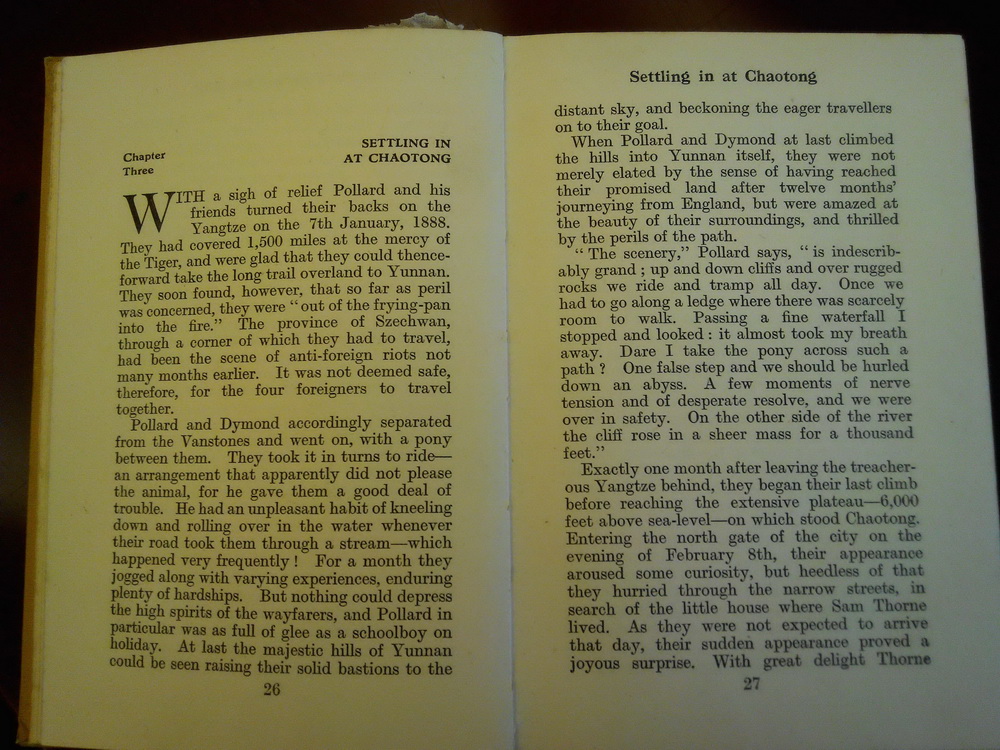 Chapter
Three
SETTLING IN
AT CHAOTONG
WITH a sigh of relief Pollard and his
friends turned their backs on the
Yangtze on the 7th January, 1888.
They had covered 1,500 miles at the mercy of
the Tiger, and were glad that they could thence-
forward take the long trail overland to Yunnan.
They soon found, however, that so far as peril
was concerned, they were " out of the frying-pan
into the fire." The province of Szechwan,
through a corner of which they had to travel,
had been the scene of anti-foreign riots not
many months earlier. It was not deemed safe,
therefore, for the four foreigners to travel
together.
Pollard and Dymond accordingly separated
from the Vanstones and went on, with a pony
between them. They took it in turns to ride—
an arrangement that apparently did not please
the animal, for he gave them a good deal of
trouble. He had an unpleasant habit of kneeling
down and rolling over in the water whenever
their road took them through a stream—which
happened very frequently ! For a month they
jogged along with varying experiences, enduring
plenty of hardships. But nothing could depress
the high spirits of the wayfarers, and Pollard in
particular was as full of glee as a schoolboy on
holiday. At last the majestic hills of Yunnan
could be seen raising their solid bastions to the
26
Settling in at Chaotong
distant sky, and beckoning the eager travellers
on to their goal.
When Pollard and Dymond at last climbed
the hills into Yunnan itself, they were not
merely elated by the sense of having reached
their promised land after twelve months'
journeying from England, but were amazed at
the beauty of their surroundings, and thrilled
by the perils of the path.
" The scenery," Pollard says, " is indescrib-
ably grand ; up and down cliffs and over rugged
rocks we ride and tramp all day. Once we
had to go along a ledge where there was scarcely
room to walk. Passing a fine waterfall I
stopped and looked : it almost took my breath
away. Dare I take the pony across such a
path ? One false step and we should be hurled
down an abyss. A few moments of nerve
tension and of desperate resolve, and we were
over in safety. On the other side of the river
the cliff rose in a sheer mass for a thousand
feet."
Exactly one month after leaving the treacher-
ous Yangtze behind, they began their last climb
before reaching the extensive plateau—6,000
feet above sea-level—on which stood Chaotong.
Entering the north gate of the city on the
evening of February 8th, their appearance
aroused some curiosity, but heedless of that
they hurried through the narrow streets, in
search of the little house where Sam Thorne
lived. As they were not expected to arrive
that day, their sudden appearance proved a
joyous surprise. With great delight Thorne
27